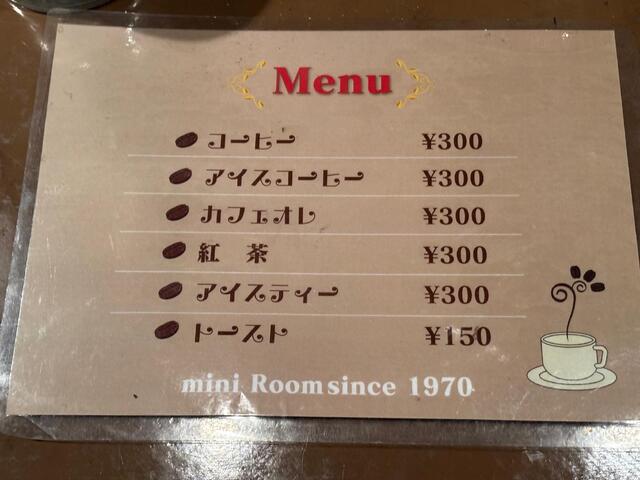 Menu
コーヒー ¥300
アイスコーヒー ¥300
カフェオレ ¥300
紅 茶 ¥300
アイスティー ¥300
トースト ¥150
mini Room since 1970